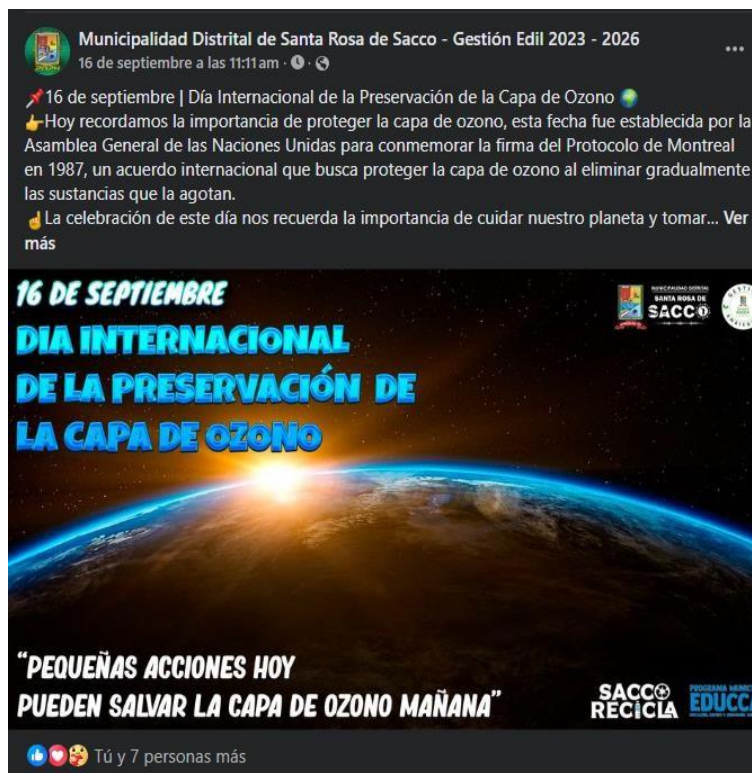 Municipalidad Distrital de Santa Rosa de Sacco - Gestión Edil 2023 - 2026
16 de septiembre a las 11:11 am ·
📌16 de septiembre | Día Internacional de la Preservación de la Capa de Ozono 🌍
👉Hoy recordamos la importancia de proteger la capa de ozono, esta fecha fue establecida por la
Asamblea General de las Naciones Unidas para conmemorar la firma del Protocolo de Montreal
en 1987, un acuerdo internacional que busca proteger la capa de ozono al eliminar gradualmente
las sustancias que la agotan.
☝La celebración de este día nos recuerda la importancia de cuidar nuestro planeta y tomar... Ver
más
16 DE SEPTIEMBRE
DIA INTERNACIONAL
DE LA PRESERVACIÓN DE
LA CAPA DE OZONO
MUNICIPALIDAD DISTRITAL
SANTA ROSA DE
SACCO
"PEQUEÑAS ACCIONES HOY
PUEDEN SALVAR LA CAPA DE OZONO MAÑANA"
SACCO
RECICLA
PROGRAMA
EDUCCA
Tú y 7 personas más